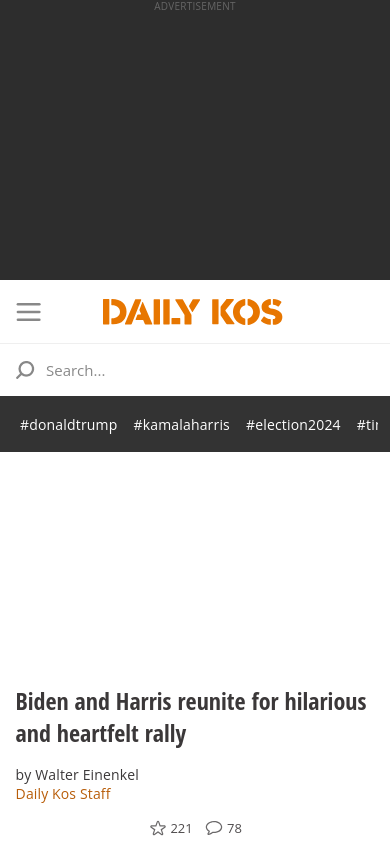 ADVERTISEMENT
DAILY KOS
Search...
#donaldtrump #kamalaharris #election2024
Biden and Harris reunite for hilarious
and heartfelt rally
by Walter Einenkel
Daily Kos Staff
221 78